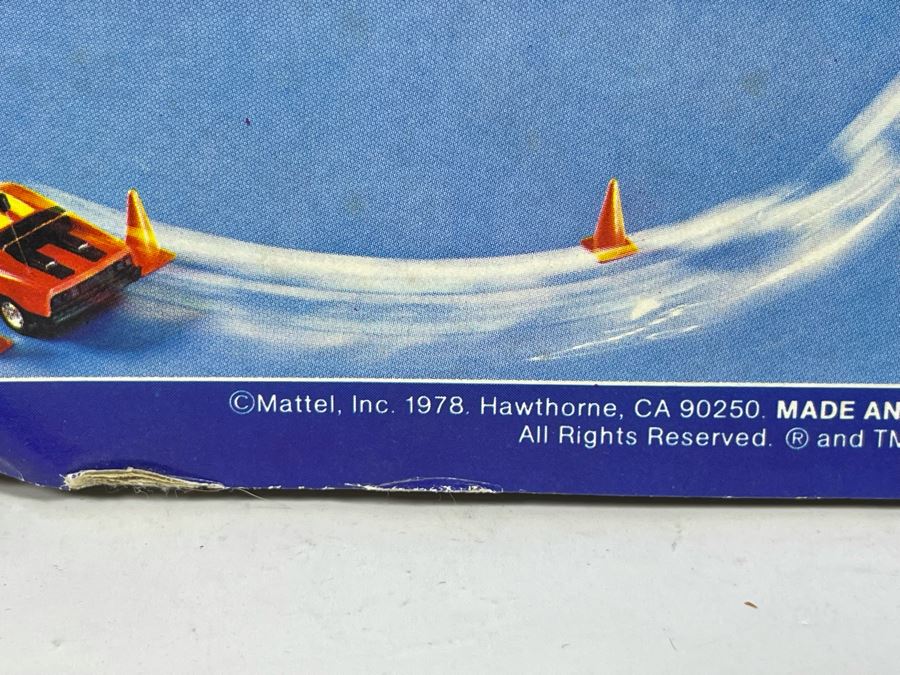 ©Mattel, Inc. 1978. Hawthorne, CA 90250. MADE AN
All Rights Reserved. ® and TM